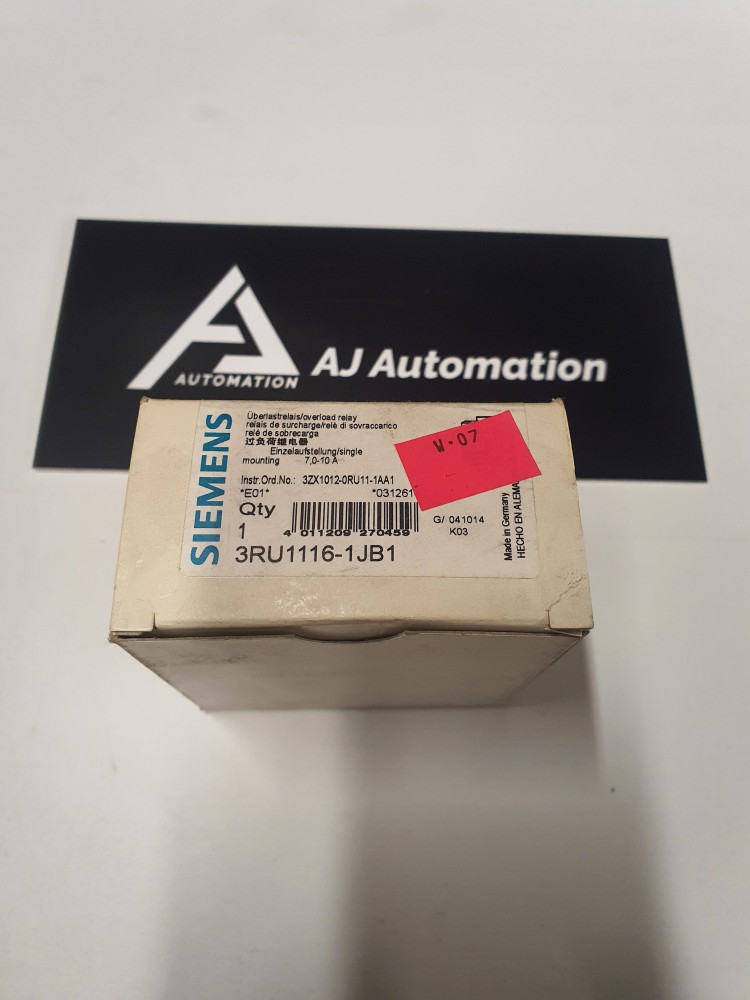 AUTOMATION
AJ Automation
SIEMENS
Überlastrelais/overload relay
relais de surcharge/relè di sovraccarico
relé de sobrecarga
过负荷继电器
Einzelaufstellung/single
mounting 7,0-10 A
W-07
Instr.Ord.No.: 3ZX1012-0RU11-1AA1
*E01* *031261
Qty
1
4 011209 270459
G/ 041014
K03
3RU1116-1JB1
Made in Germany
HECHO EN ALEMA